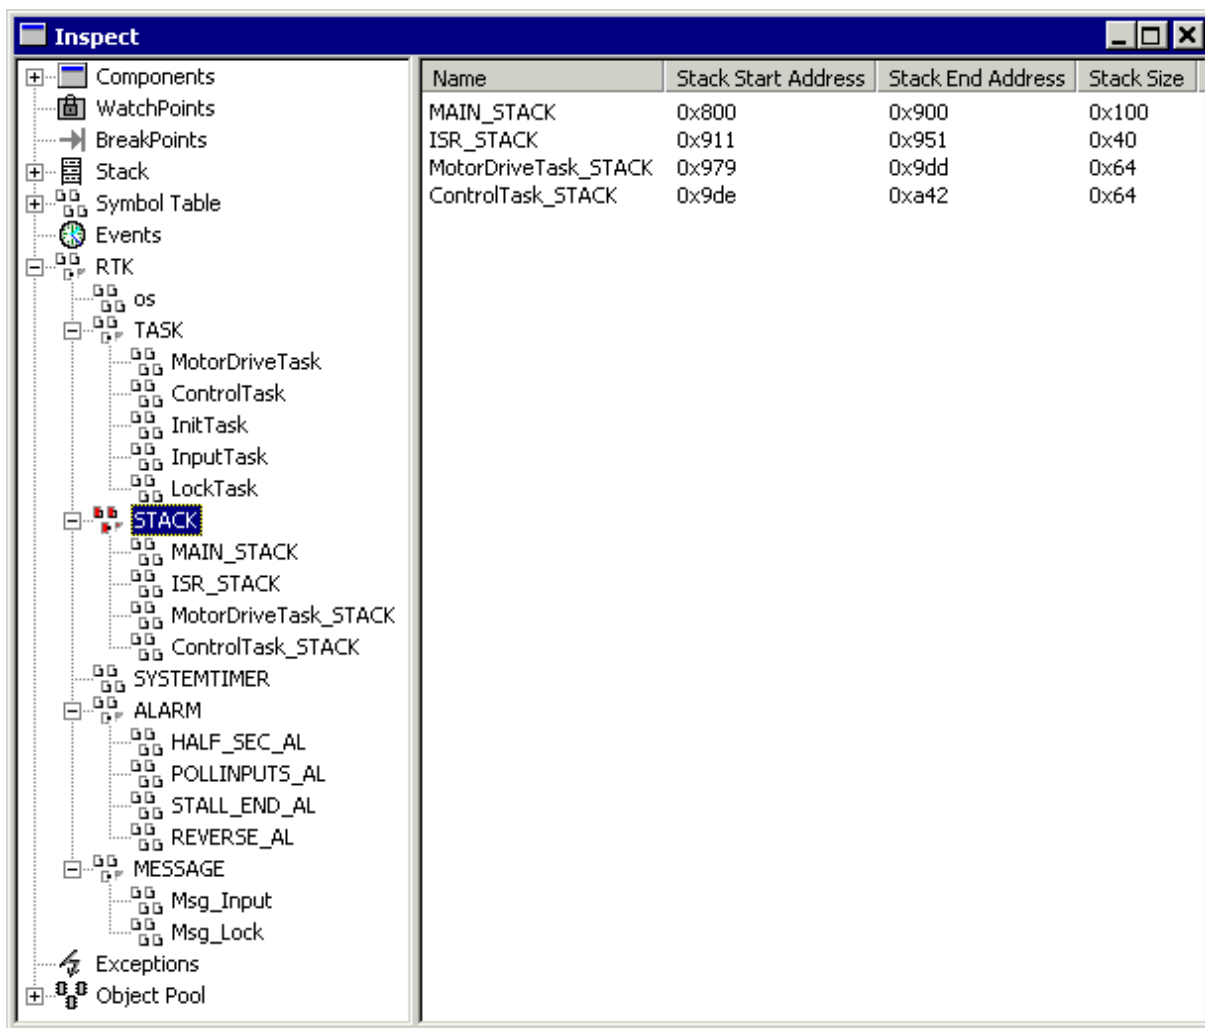 Inspect
Components
WatchPoints
BreakPoints
Stack
Symbol Table
Events
RTK
os
TASK
MotorDriveTask
ControlTask
InitTask
InputTask
LockTask
STACK
MAIN_STACK
ISR_STACK
MotorDriveTask_STACK
ControlTask_STACK
SYSTEMTIMER
ALARM
HALF_SEC_AL
POLLINPUTS_AL
STALL_END_AL
REVERSE_AL
MESSAGE
Msg_Input
Msg_Lock
Exceptions
Object Pool
Name Stack Start Address Stack End Address Stack Size
MAIN_STACK 0x800 0x900 0x100
ISR_STACK 0x911 0x951 0x40
MotorDriveTask_STACK 0x979 0x9dd 0x64
ControlTask_STACK 0x9de 0xa42 0x64